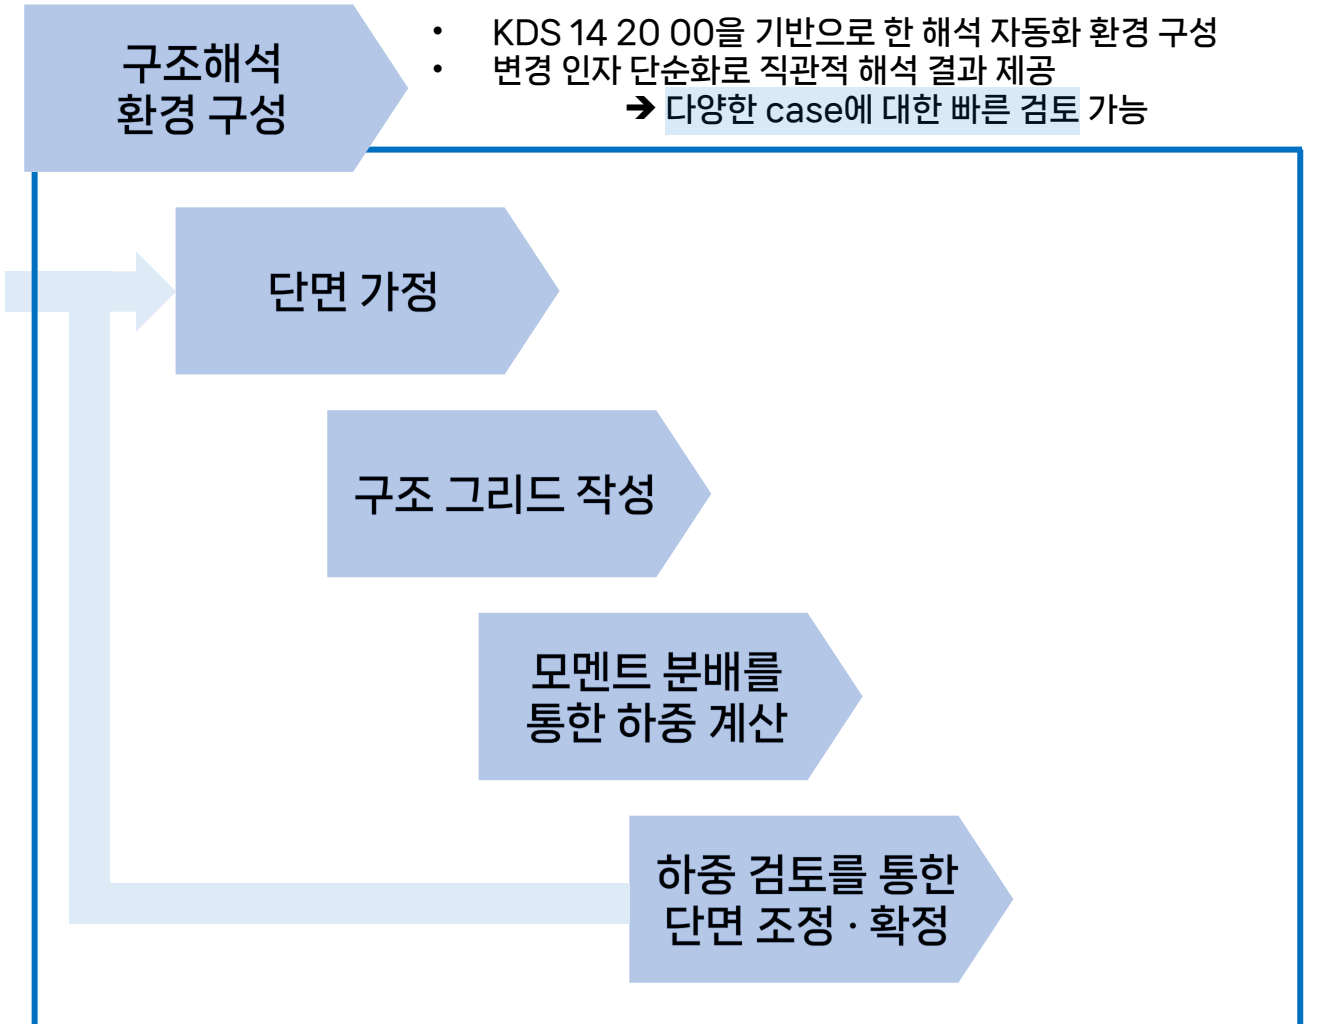 구조해석
환경 구성
• KDS 14 20 00을 기반으로 한 해석 자동화 환경 구성
• 변경 인자 단순화로 직관적 해석 결과 제공
➔ 다양한 case에 대한 빠른 검토 가능
단면 가정
구조 그리드 작성
모멘트 분배를
통한 하중 계산
하중 검토를 통한
단면 조정 · 확정